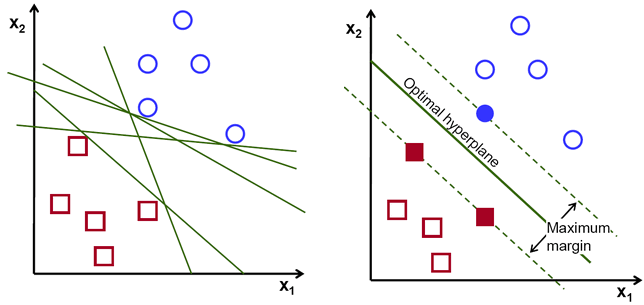 x2
x1
x2
Optimal hyperplane
Maximum
margin
x1